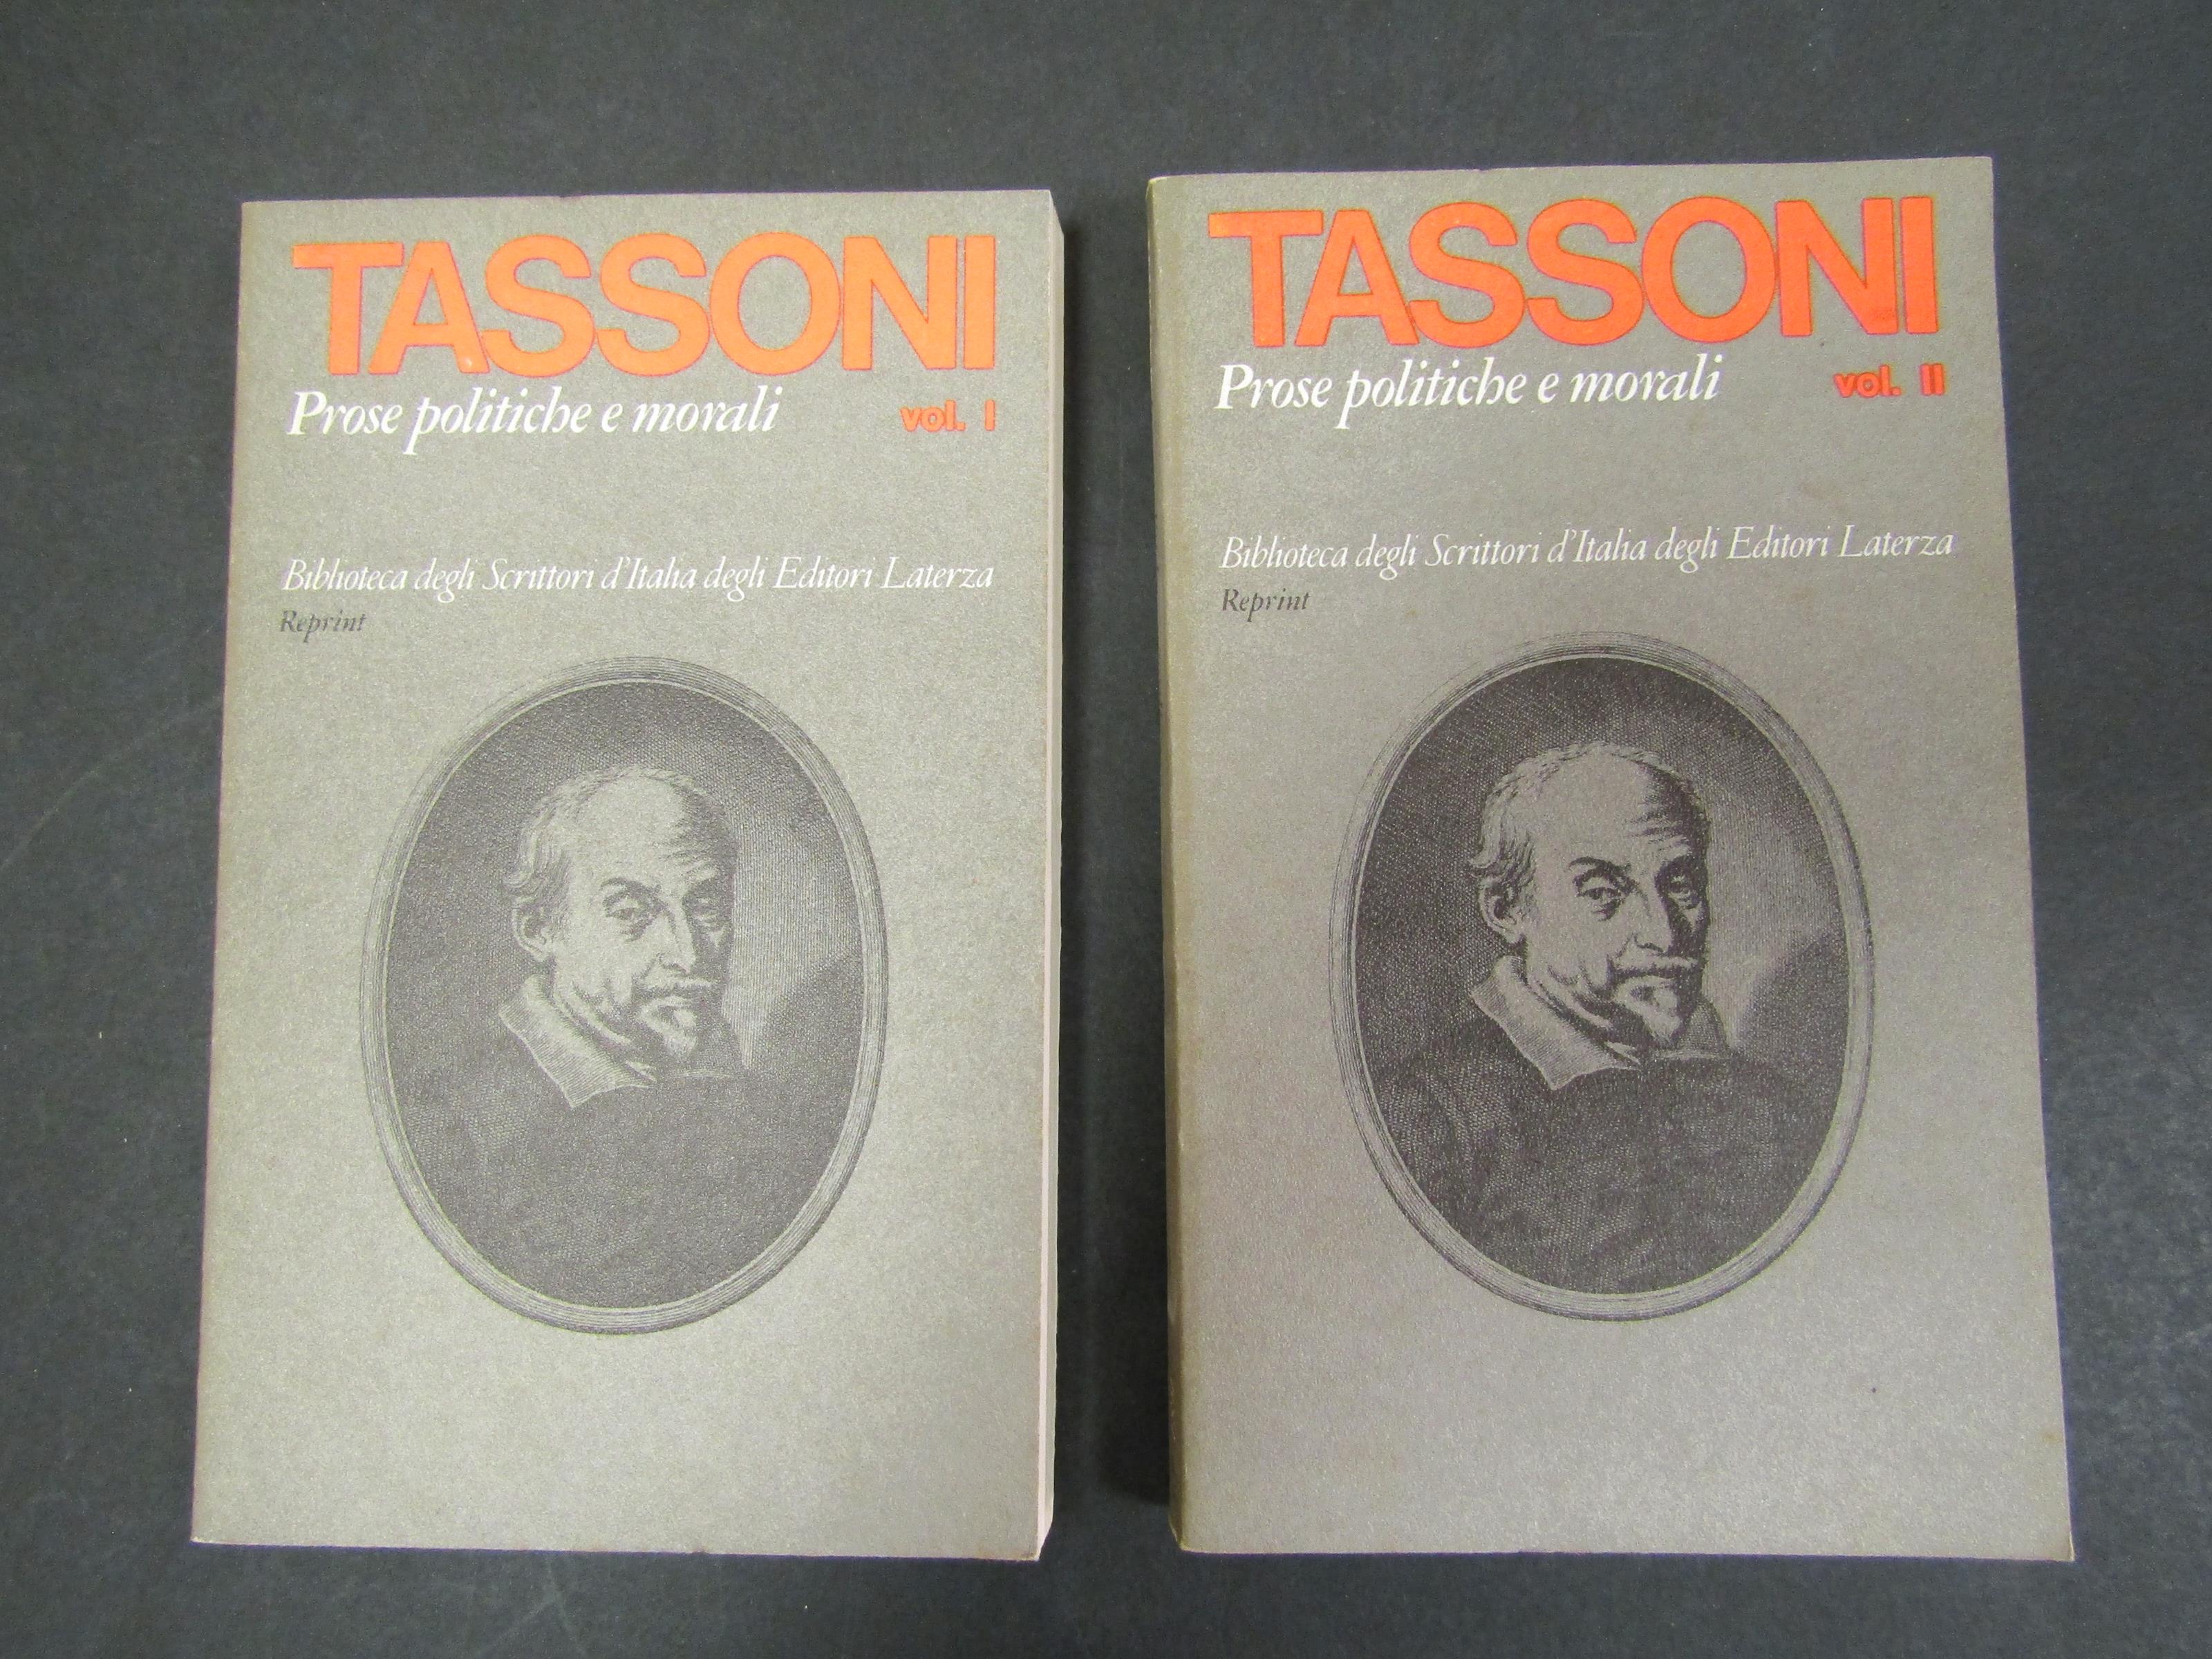 TASSONI
Prose politiche e morali vol. I
Biblioteca degli Scrittori d'Italia degli Editori Laterza
Reprint
TASSONI
Prose politiche e morali vol. II
Biblioteca degli Scrittori d'Italia degli Editori Laterza
Reprint